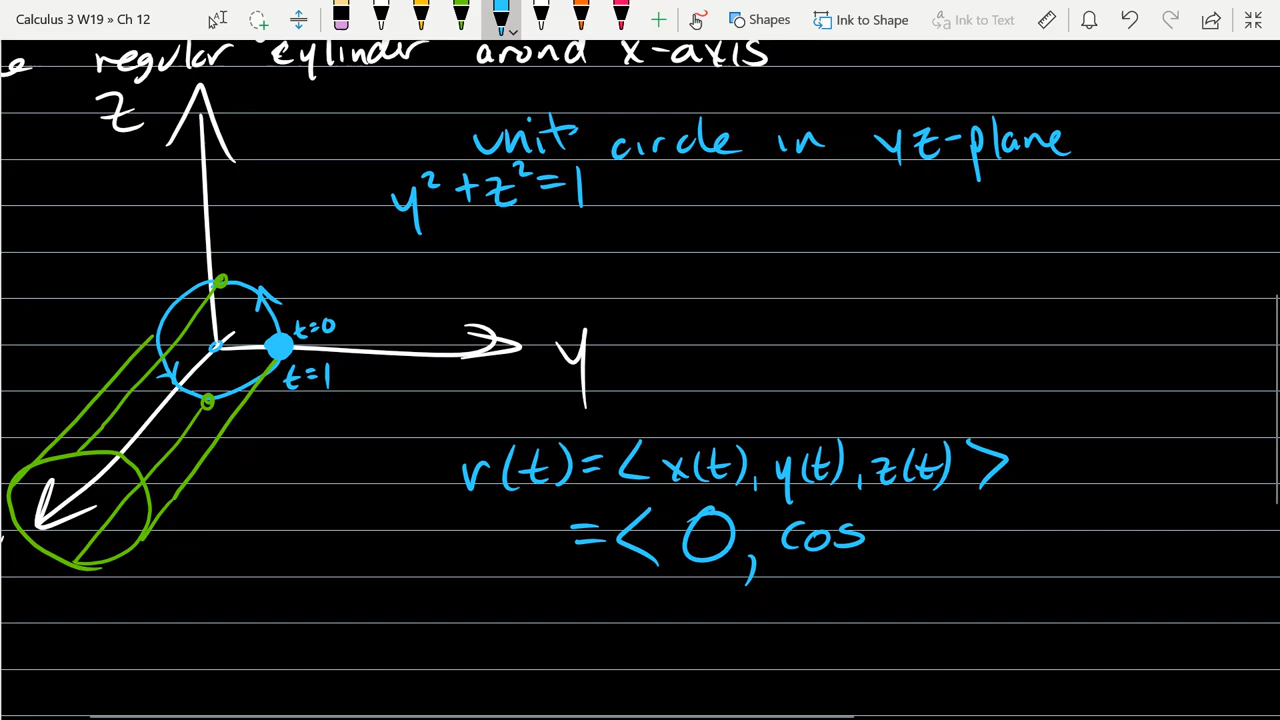 Calculus 3 W19 » Ch 12
Shapes
Ink to Shape
Ink to Text
regular cylinder arond x-axis
z
unit circle in yz-plane
y² + z² = 1
t=0
t=1
y
r(t) = < x(t), y(t), z(t) >
= < 0, cos